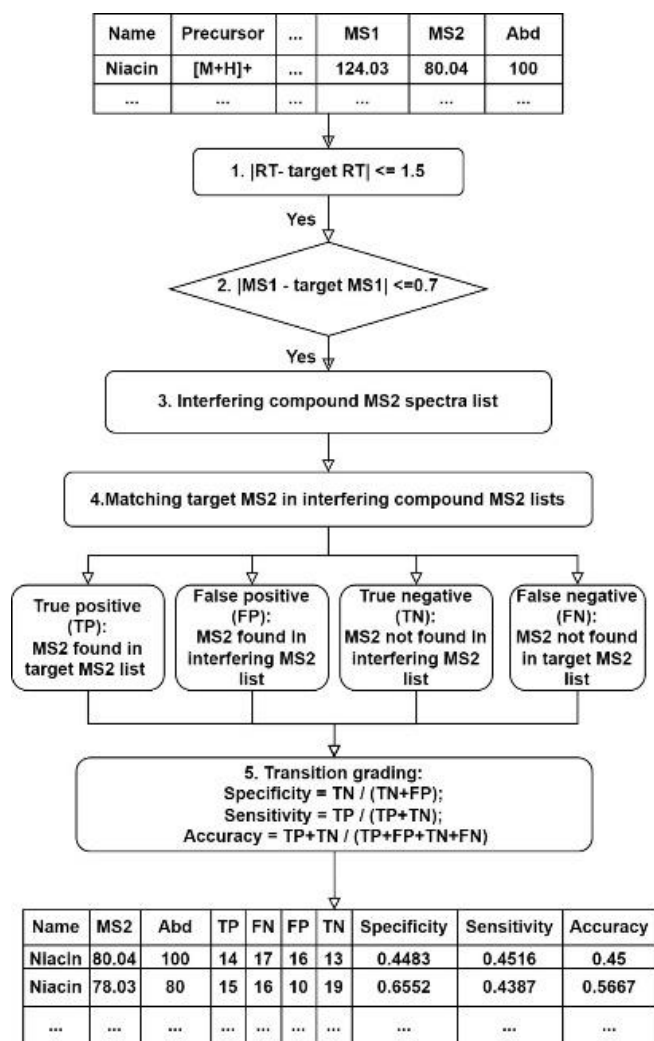 Name Precursor ... MS1 MS2 Abd
Niacin [M+H]+ ... 124.03 80.04 100
... ... ... ... ... ...
1. |RT- target RT| <= 1.5
Yes
2. |MS1 - target MS1| <=0.7
Yes
3. Interfering compound MS2 spectra list
4.Matching target MS2 in interfering compound MS2 lists
True positive
(TP):
MS2 found in
target MS2 list
False positive
(FP):
MS2 found in
interfering MS2
list
True negative
(TN):
MS2 not found in
interfering MS2
list
False negative
(FN):
MS2 not found
in target MS2
list
5. Transition grading:
Specificity = TN / (TN+FP);
Sensitivity = TP / (TP+TN);
Accuracy = TP+TN / (TP+FP+TN+FN)
Name MS2 Abd TP FN FP TN Specificity Sensitivity Accuracy
Niacin 80.04 100 14 17 16 13 0.4483 0.4516 0.45
Niacin 78.03 80 15 16 10 19 0.6552 0.4387 0.5667
... ... ... ... ... ... ... ... ... ...